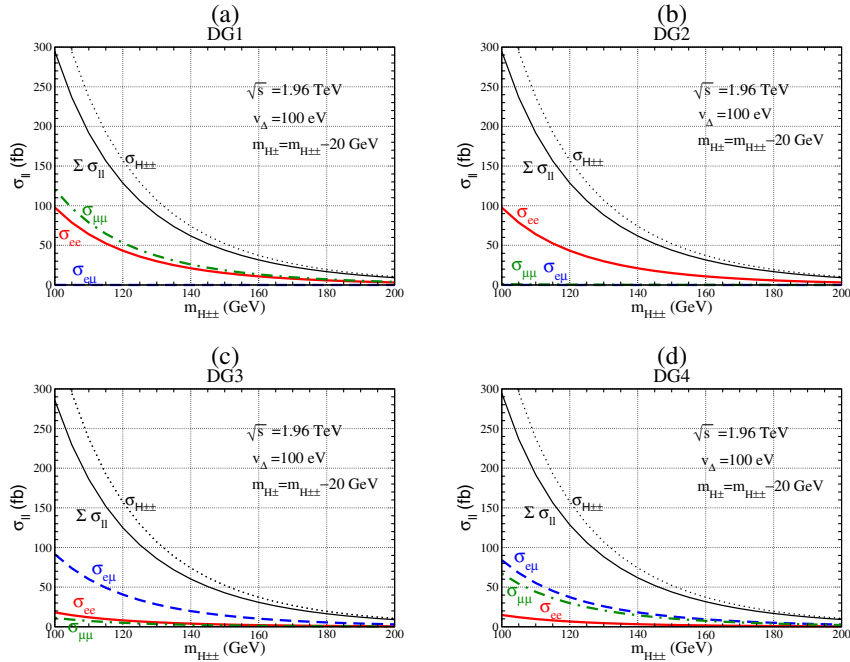 (a)
DG1
300
250
200
150
100
50
0
σll (fb)
√s =1.96 TeV
vΔ =100 eV
mH± =mH±± −20 GeV
σH±±
Σ σll
σμμ
σee
σeμ
100 120 140 160 180 200
mH±± (GeV)
(b)
DG2
300
250
200
150
100
50
0
σll (fb)
√s =1.96 TeV
vΔ =100 eV
mH± =mH±± −20 GeV
σH±±
Σ σll
σee
σμμ σeμ
100 120 140 160 180 200
mH±± (GeV)
(c)
DG3
300
250
200
150
100
50
0
σll (fb)
√s =1.96 TeV
vΔ =100 eV
mH± =mH±± −20 GeV
σH±±
Σ σll
σeμ
σee
σμμ
100 120 140 160 180 200
mH±± (GeV)
(d)
DG4
300
250
200
150
100
50
0
σll (fb)
√s =1.96 TeV
vΔ =100 eV
mH± =mH±± −20 GeV
σH±±
Σ σll
σeμ
σμμ
σee
100 120 140 160 180 200
mH±± (GeV)